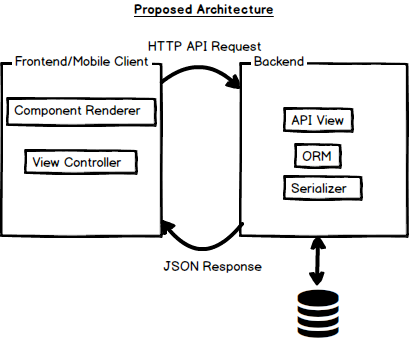 Proposed Architecture
HTTP API Request
Frontend/Mobile Client
Backend
Component Renderer
API View
View Controller
ORM
Serializer
JSON Response